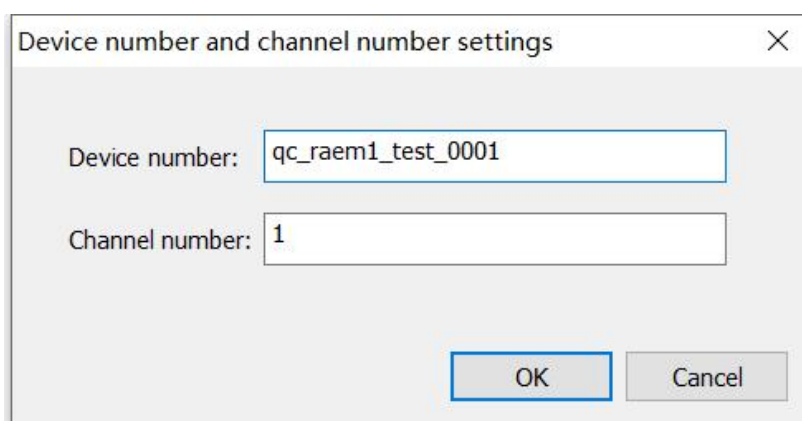 Device number and channel number settings
Device number: qc_raem1_test_0001
Channel number: 1
OK Cancel